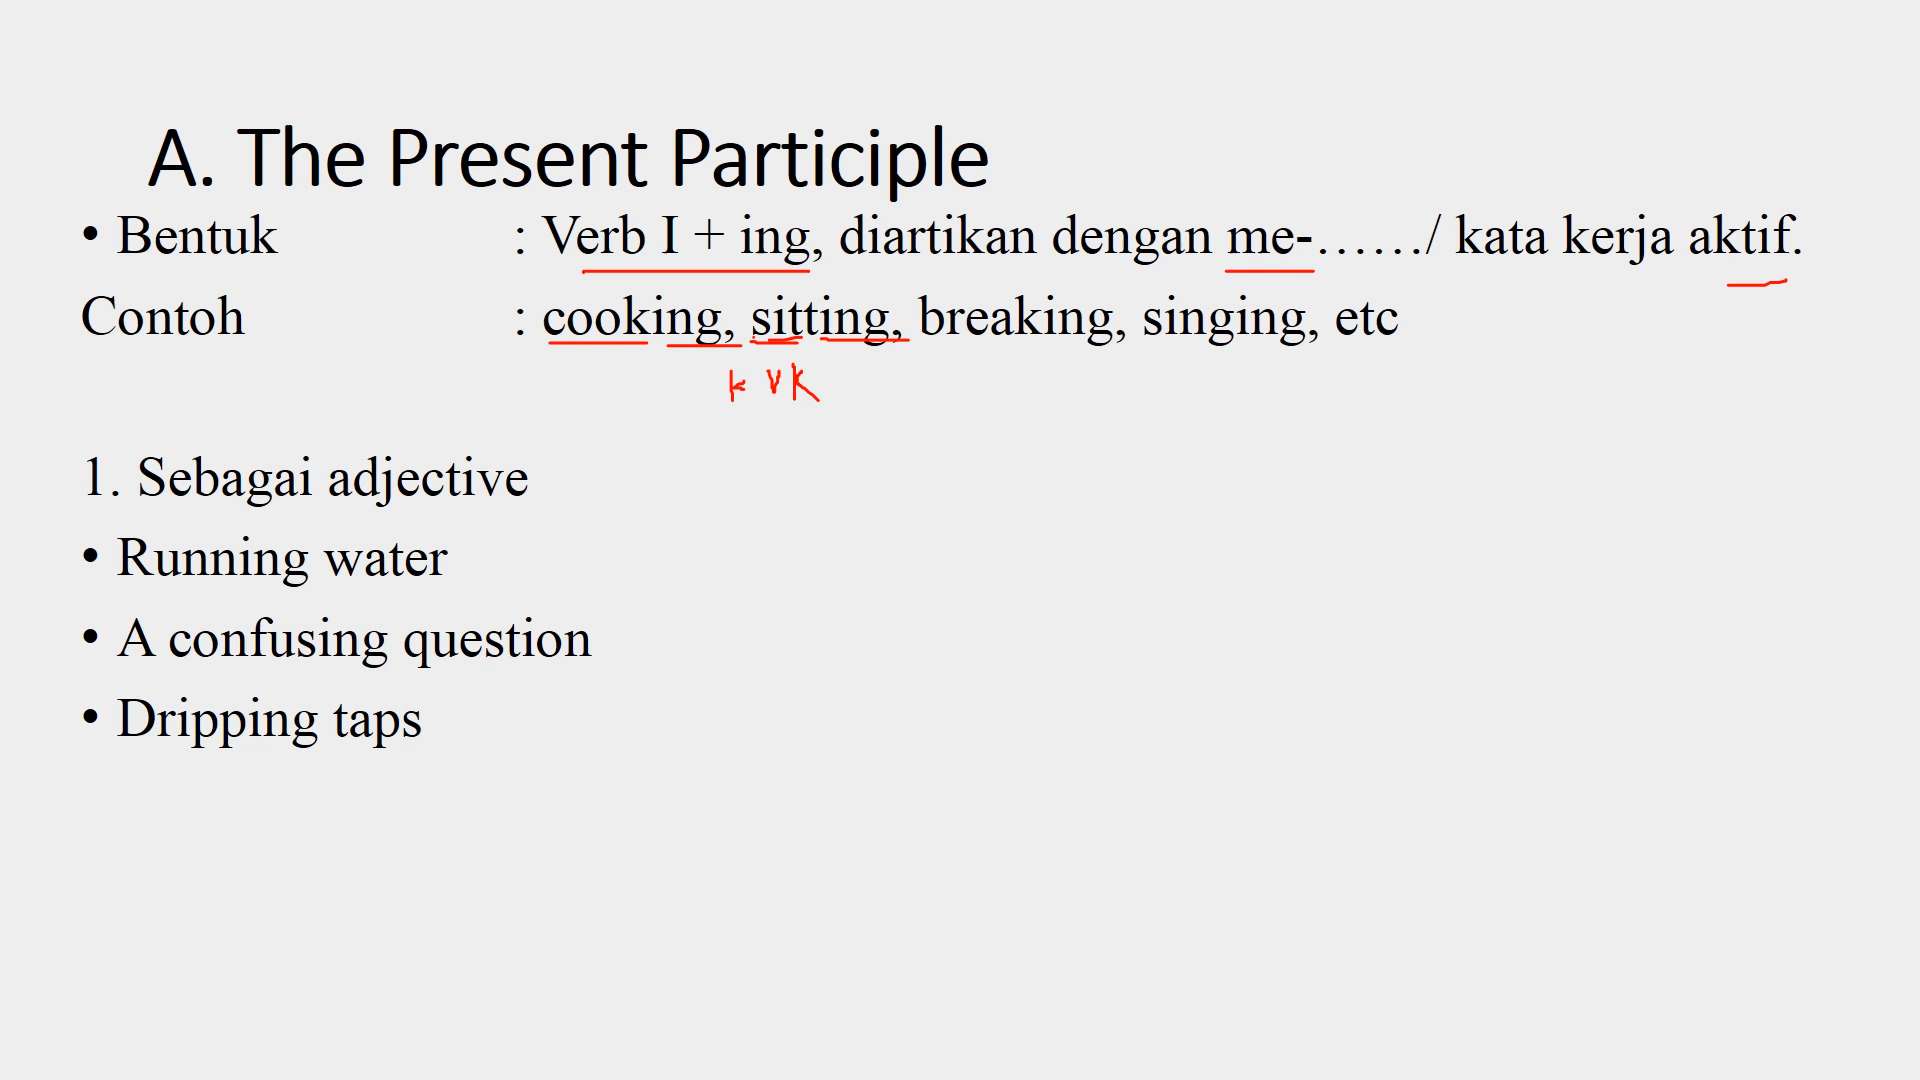 A. The Present Participle
• Bentuk : Verb I + ing, diartikan dengan me-……/ kata kerja aktif.
Contoh : cooking, sitting, breaking, singing, etc
k v k
1. Sebagai adjective
• Running water
• A confusing question
• Dripping taps